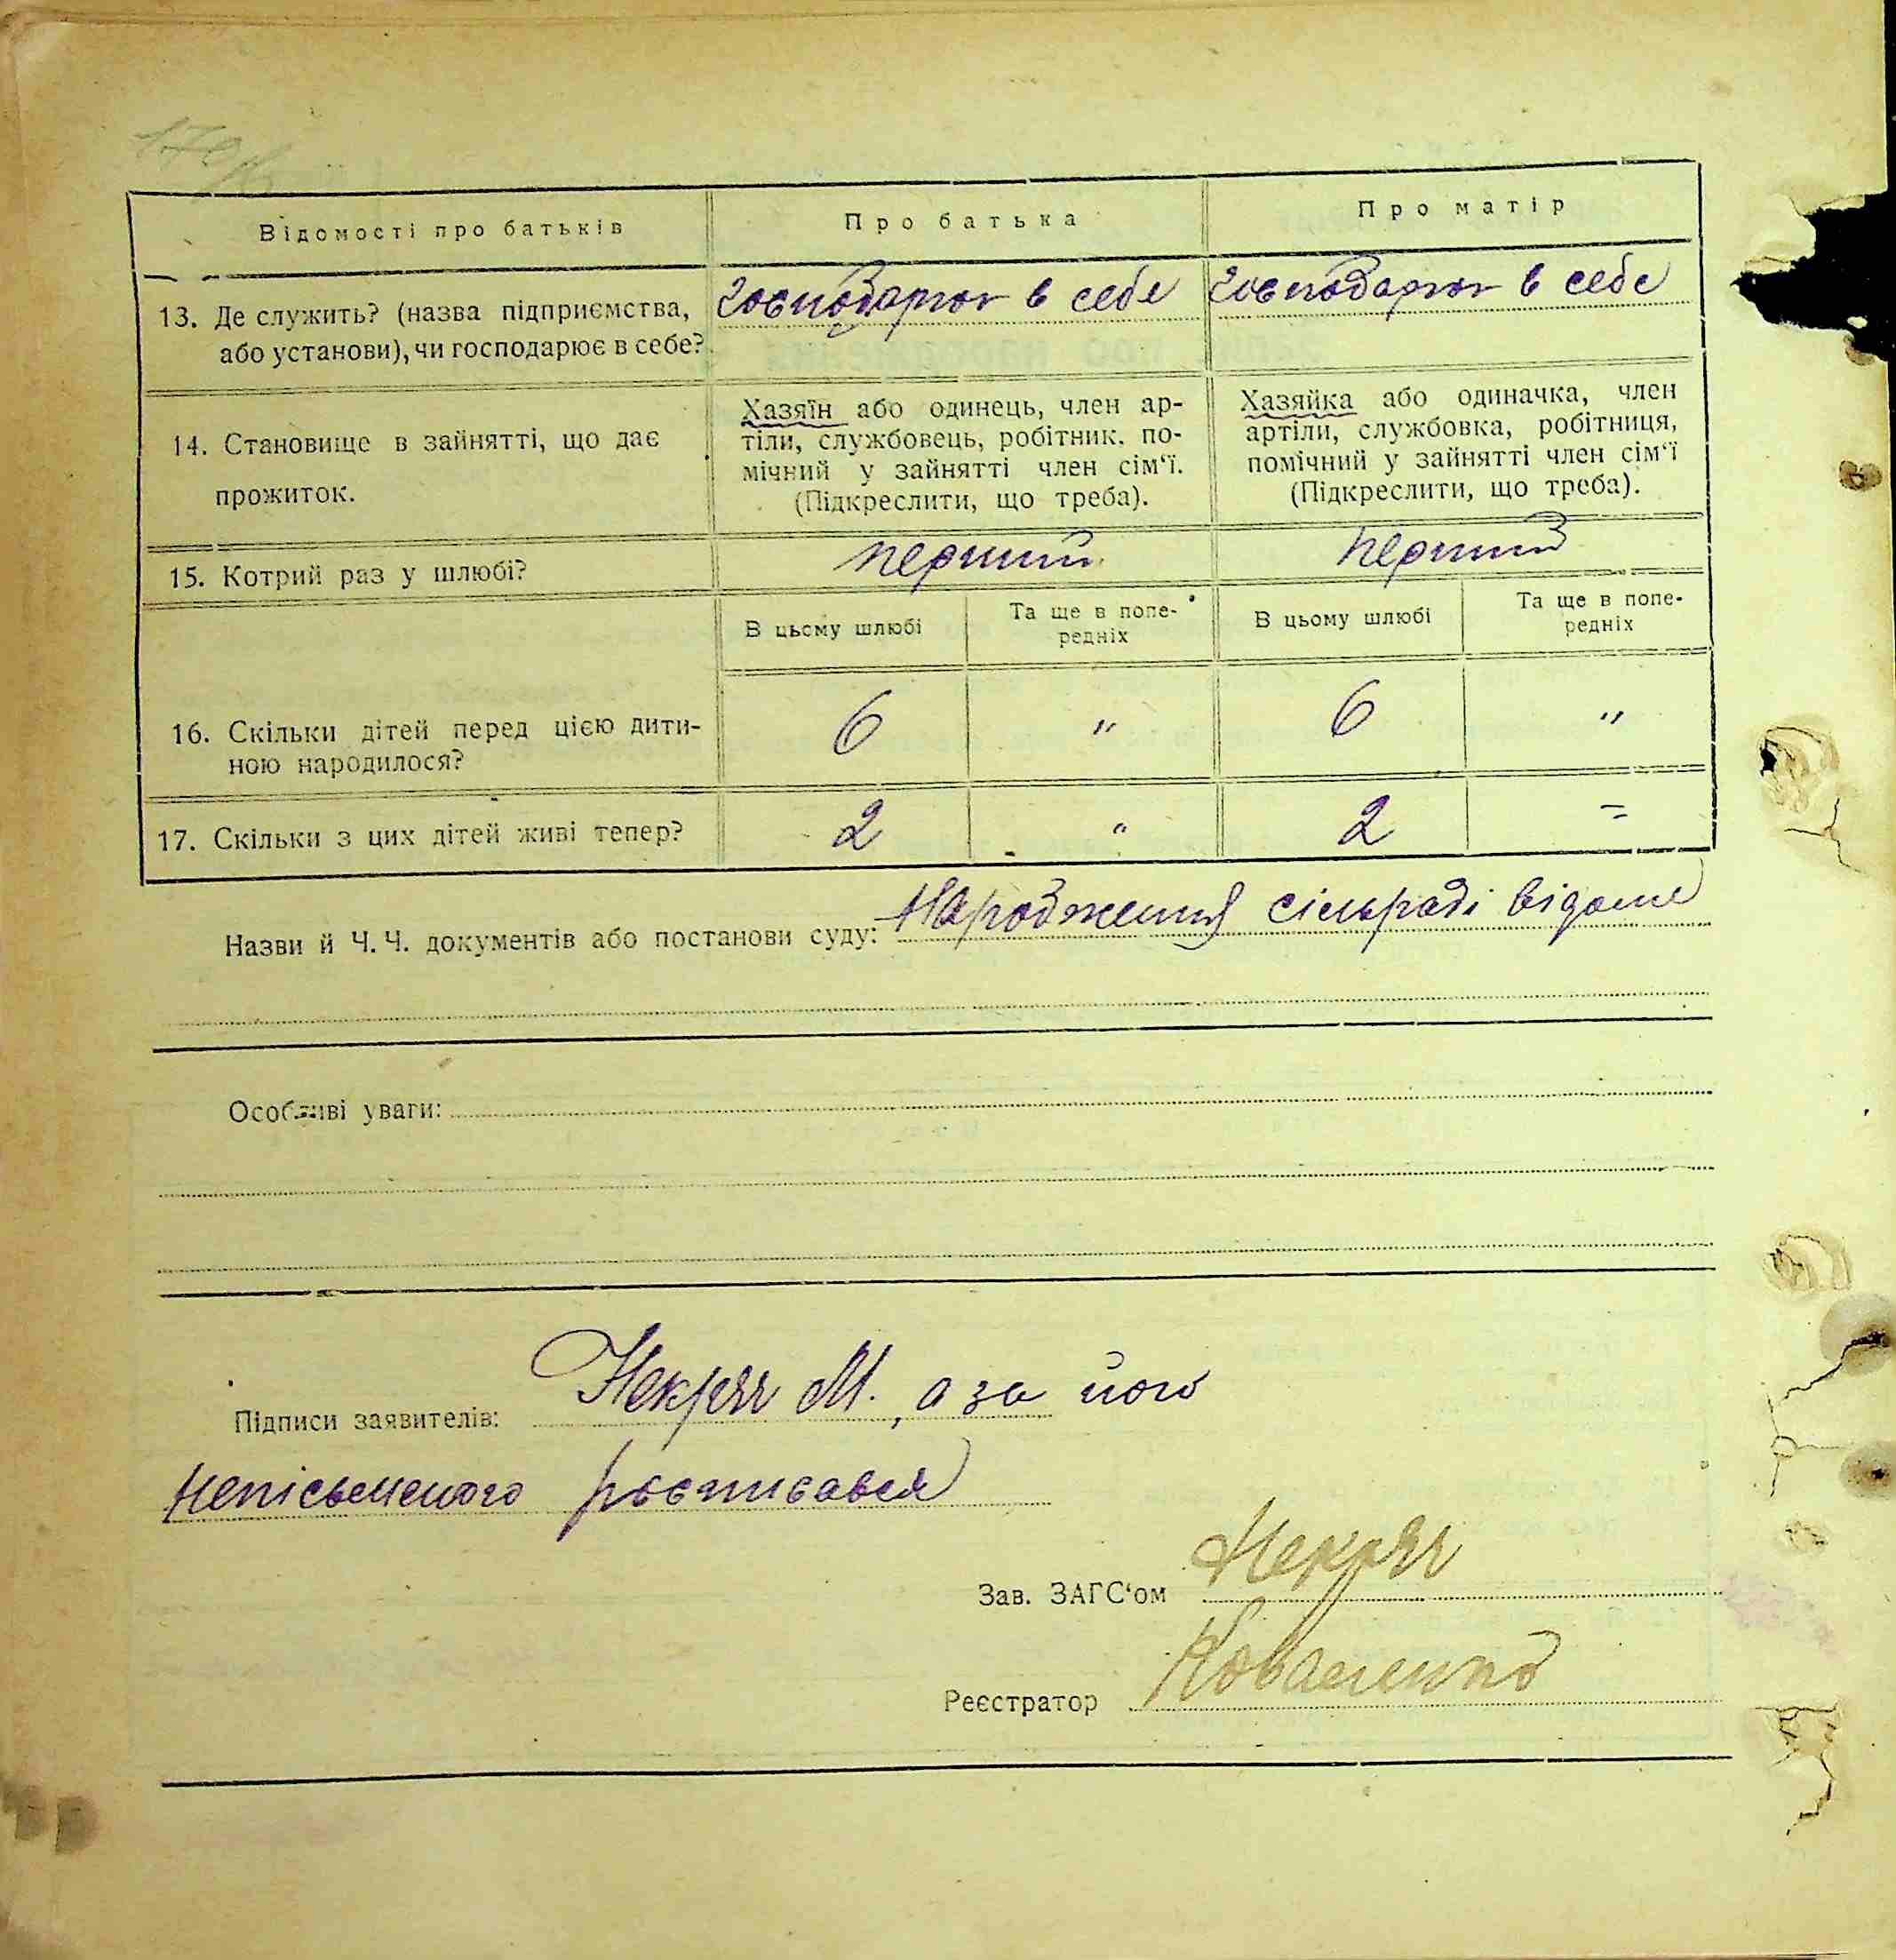 Відомості про батьків
Про батька
Про матір
13. Де служить? (назва підприємства,
або установи), чи господарює в себе?
господарює в себе
господарює в себе
14. Становище в зайнятті, що дає
прожиток.
Хазяїн або одинець, член ар-
тіли, службовець, робітник. по-
мічний у зайнятті член сім'ї.
(Підкреслити, що треба).
Хазяйка або одиначка, член
артіли, службовка, робітниця,
помічний у зайнятті член сім'ї
(Підкреслити, що треба).
15. Котрий раз у шлюбі?
перший
перший
В цьому шлюбі
Та ще в попе-
редніх
В цьому шлюбі
Та ще в попе-
редніх
16. Скільки дітей перед цією дити-
ною народилося?
6
"
6
"
17. Скільки з цих дітей живі тепер?
2
"
2
=
Назви й Ч.Ч. документів або постанови суду: Народження сільраді відоме
Особливі уваги:
Підписи заявителів: Некряч М., а за його
неписьменого росписався
Зав. ЗАГС'ом Некряч
Реєстратор Коваленко